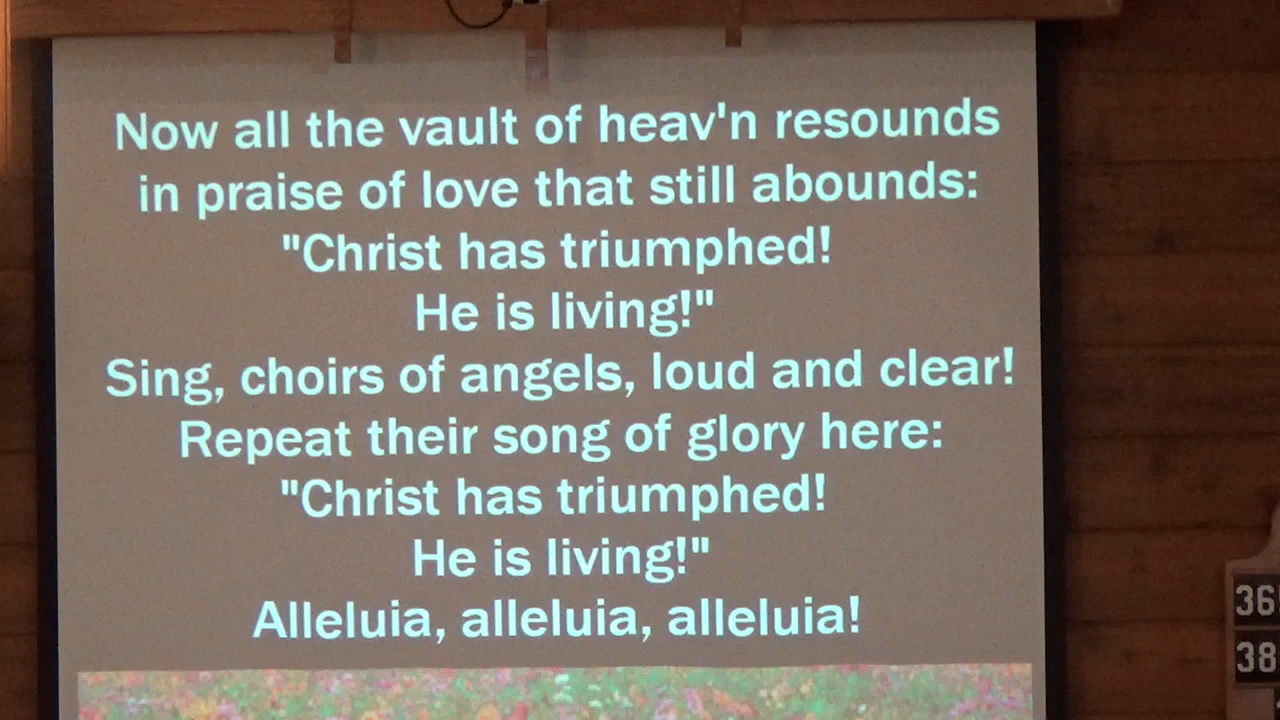 Now all the vault of heav'n resounds
in praise of love that still abounds:
"Christ has triumphed!
He is living!"
Sing, choirs of angels, loud and clear!
Repeat their song of glory here:
"Christ has triumphed!
He is living!"
Alleluia, alleluia, alleluia!
36
38